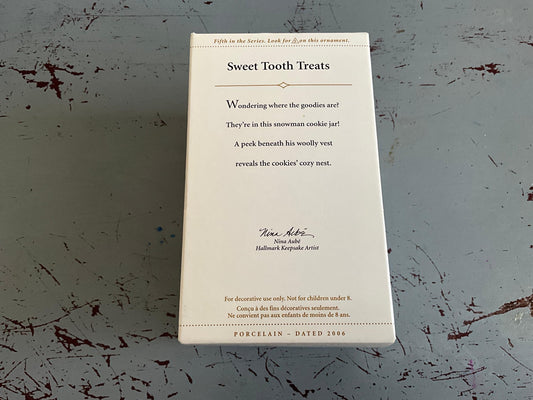 Fifth in the Series. Look for on this ornament.
Sweet Tooth Treats
Wondering where the goodies are?
They're in this snowman cookie jar!
A peek beneath his woolly vest
reveals the cookies' cozy nest.
Nina Aubé
Nina Aubé
Hallmark Keepsake Artist
For decorative use only. Not for children under 8.
Conçu à des fins décoratives seulement.
Ne convient pas aux enfants de moins de 8 ans.
PORCELAIN – DATED 2006